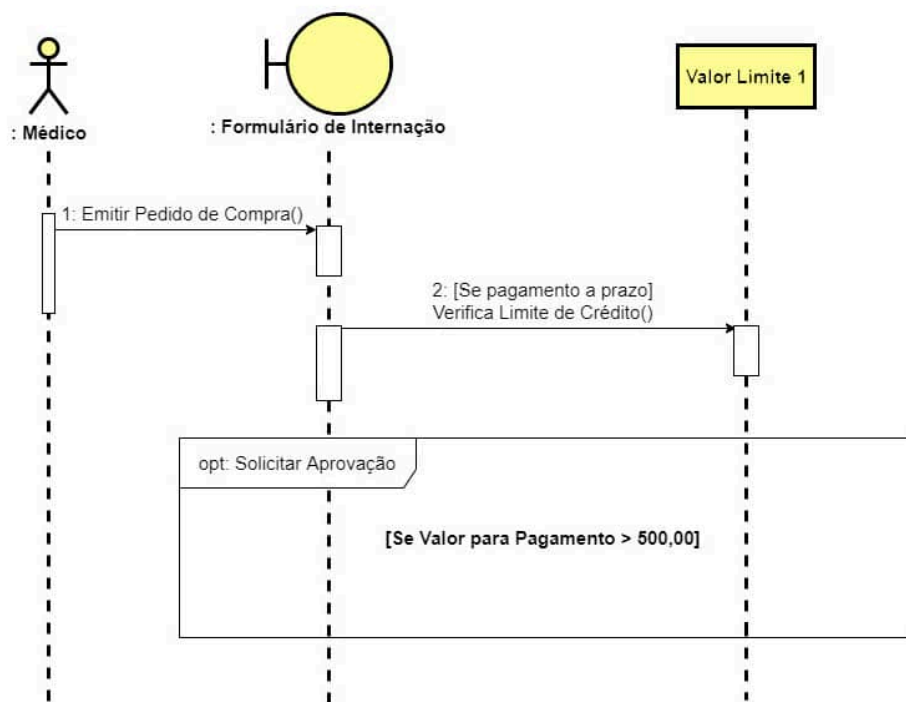 Valor Limite 1
: Médico
: Formulário de Internação
1: Emitir Pedido de Compra()
2: [Se pagamento a prazo]
Verifica Limite de Crédito()
opt: Solicitar Aprovação
[Se Valor para Pagamento > 500,00]